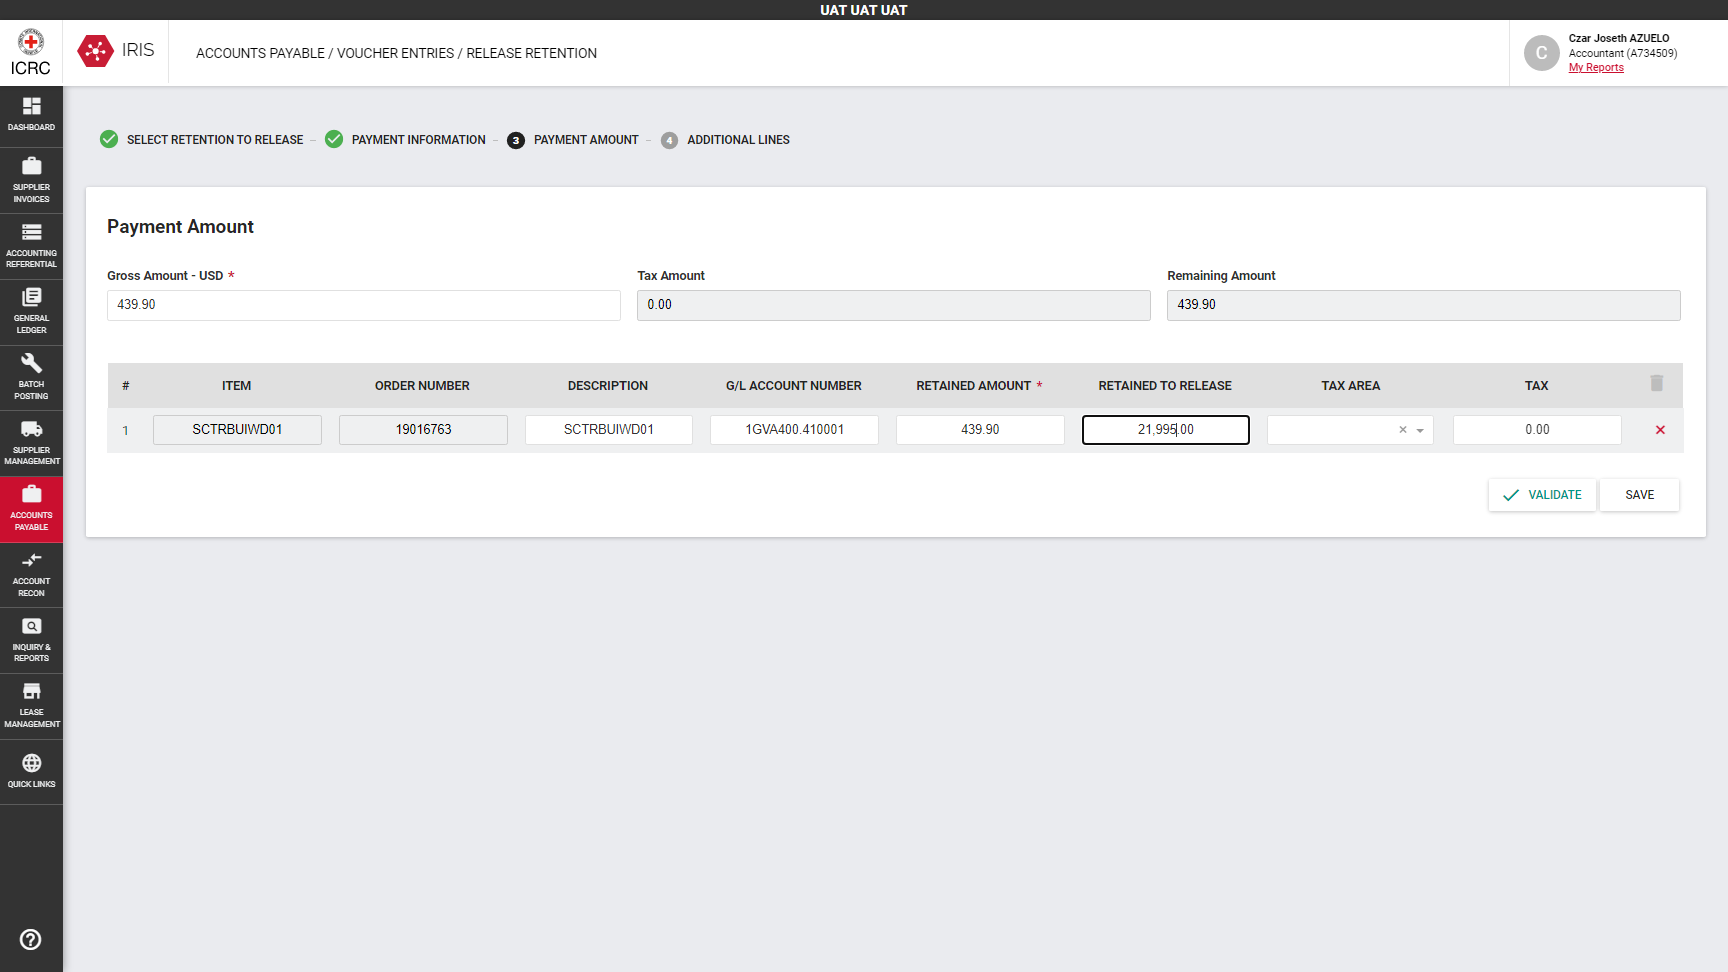 UAT UAT UAT
ICRC
IRIS
ACCOUNTS PAYABLE / VOUCHER ENTRIES / RELEASE RETENTION
C
Czar Joseth AZUELO
Accountant (A734509)
My Reports
DASHBOARD
SUPPLIER
INVOICES
ACCOUNTING
REFERENTIAL
GENERAL
LEDGER
BATCH
POSTING
SUPPLIER
MANAGEMENT
ACCOUNTS
PAYABLE
ACCOUNT
RECON
INQUIRY &
REPORTS
LEASE
MANAGEMENT
QUICK LINKS
SELECT RETENTION TO RELEASE – PAYMENT INFORMATION – 3 PAYMENT AMOUNT – 4 ADDITIONAL LINES
Payment Amount
Gross Amount - USD * Tax Amount Remaining Amount
439.90 0.00 439.90
# ITEM ORDER NUMBER DESCRIPTION G/L ACCOUNT NUMBER RETAINED AMOUNT * RETAINED TO RELEASE TAX AREA TAX
1 SCTRBUIWD01 19016763 SCTRBUIWD01 1GVA400.410001 439.90 21,995.00 0.00
VALIDATE SAVE